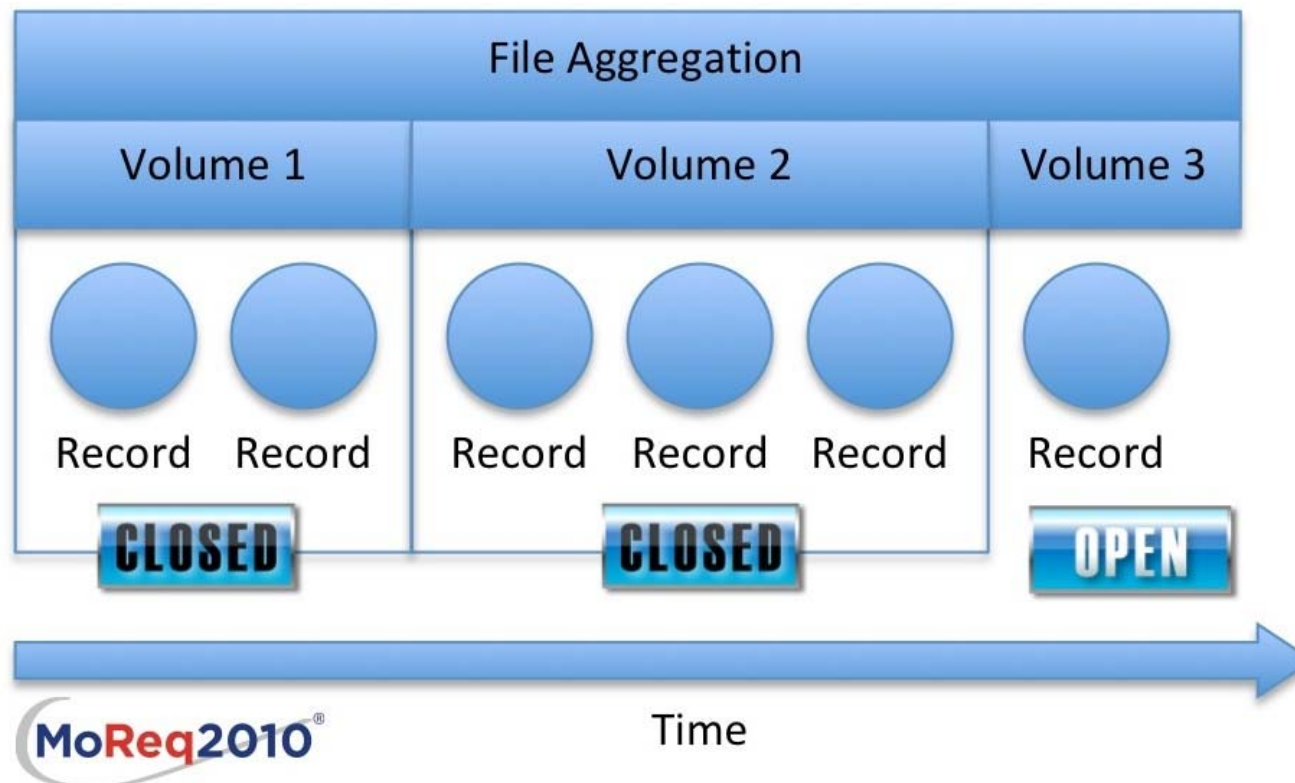 File Aggregation
Volume 1 Volume 2 Volume 3
Record Record Record Record Record Record
CLOSED CLOSED OPEN
MoReq2010® Time